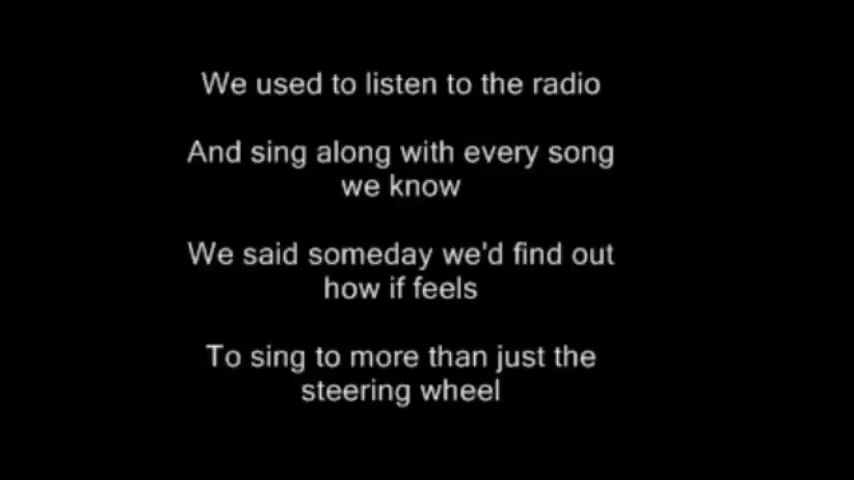 We used to listen to the radio
And sing along with every song
we know
We said someday we'd find out
how if feels
To sing to more than just the
steering wheel